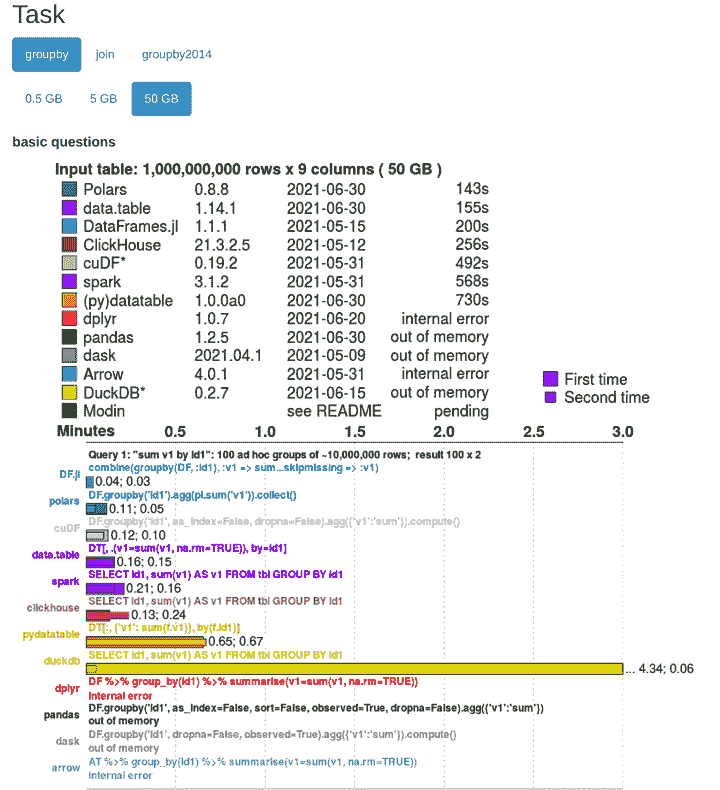 Task
groupby join groupby2014
0.5 GB 5 GB 50 GB
basic questions
Input table: 1,000,000,000 rows x 9 columns ( 50 GB )
Polars 0.8.8 2021-06-30 143s
data.table 1.14.1 2021-06-30 155s
DataFrames.jl 1.1.1 2021-05-15 200s
ClickHouse 21.3.2.5 2021-05-12 256s
cuDF* 0.19.2 2021-05-31 492s
spark 3.1.2 2021-05-31 568s
(py)datatable 1.0.0a0 2021-06-30 730s
dplyr 1.0.7 2021-06-20 internal error
pandas 1.2.5 2021-06-30 out of memory
dask 2021.04.1 2021-05-09 out of memory
Arrow 4.0.1 2021-05-31 internal error
DuckDB* 0.2.7 2021-06-15 out of memory
Modin see README pending
First time
Second time
Minutes 0.5 1.0 1.5 2.0 2.5 3.0
Query 1: "sum v1 by id1": 100 ad hoc groups of ~10,000,000 rows; result 100 x 2
combine(groupby(DF, :id1), :v1 => sum...skipmissing => :v1)
DF.jl 0.04; 0.03
DF.groupby('id1').agg(pl.sum('v1')).collect()
polars 0.11; 0.05
DF.groupby('id1', as_index=False, dropna=False).agg({'v1':'sum'}).compute()
cuDF 0.12; 0.10
DT[, .(v1=sum(v1, na.rm=TRUE)), by=id1]
data.table 0.16; 0.15
SELECT id1, sum(v1) AS v1 FROM tbl GROUP BY id1
spark 0.21; 0.16
SELECT id1, sum(v1) AS v1 FROM tbl GROUP BY id1
clickhouse 0.13; 0.24
DT[:, {'v1': sum(f.v1)}, by(f.id1)]
pydatatable 0.65; 0.67
SELECT id1, sum(v1) AS v1 FROM tbl GROUP BY id1
duckdb ... 4.34; 0.06
DF %>% group_by(id1) %>% summarise(v1=sum(v1, na.rm=TRUE))
dplyr internal error
DF.groupby('id1', as_index=False, sort=False, observed=True, dropna=False).agg({'v1':'sum'})
pandas out of memory
DF.groupby('id1', dropna=False, observed=True).agg({'v1':'sum'}).compute()
dask out of memory
AT %>% group_by(id1) %>% summarise(v1=sum(v1, na.rm=TRUE))
arrow internal error